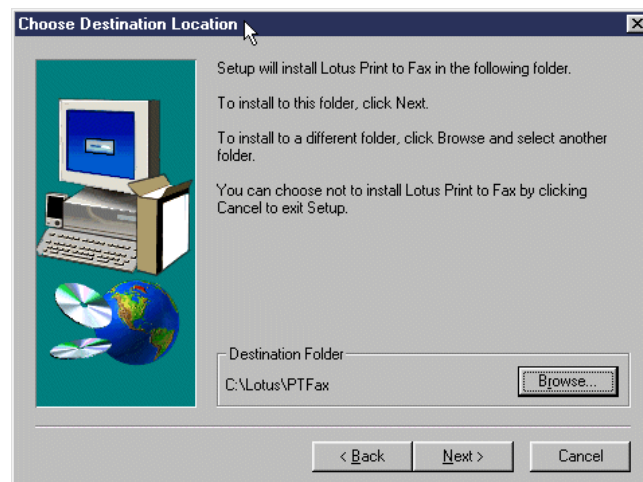 Choose Destination Location
Setup will install Lotus Print to Fax in the following folder.
To install to this folder, click Next.
To install to a different folder, click Browse and select another
folder.
You can choose not to install Lotus Print to Fax by clicking
Cancel to exit Setup.
Destination Folder
C:\Lotus\PTFax
Browse...
< Back
Next >
Cancel